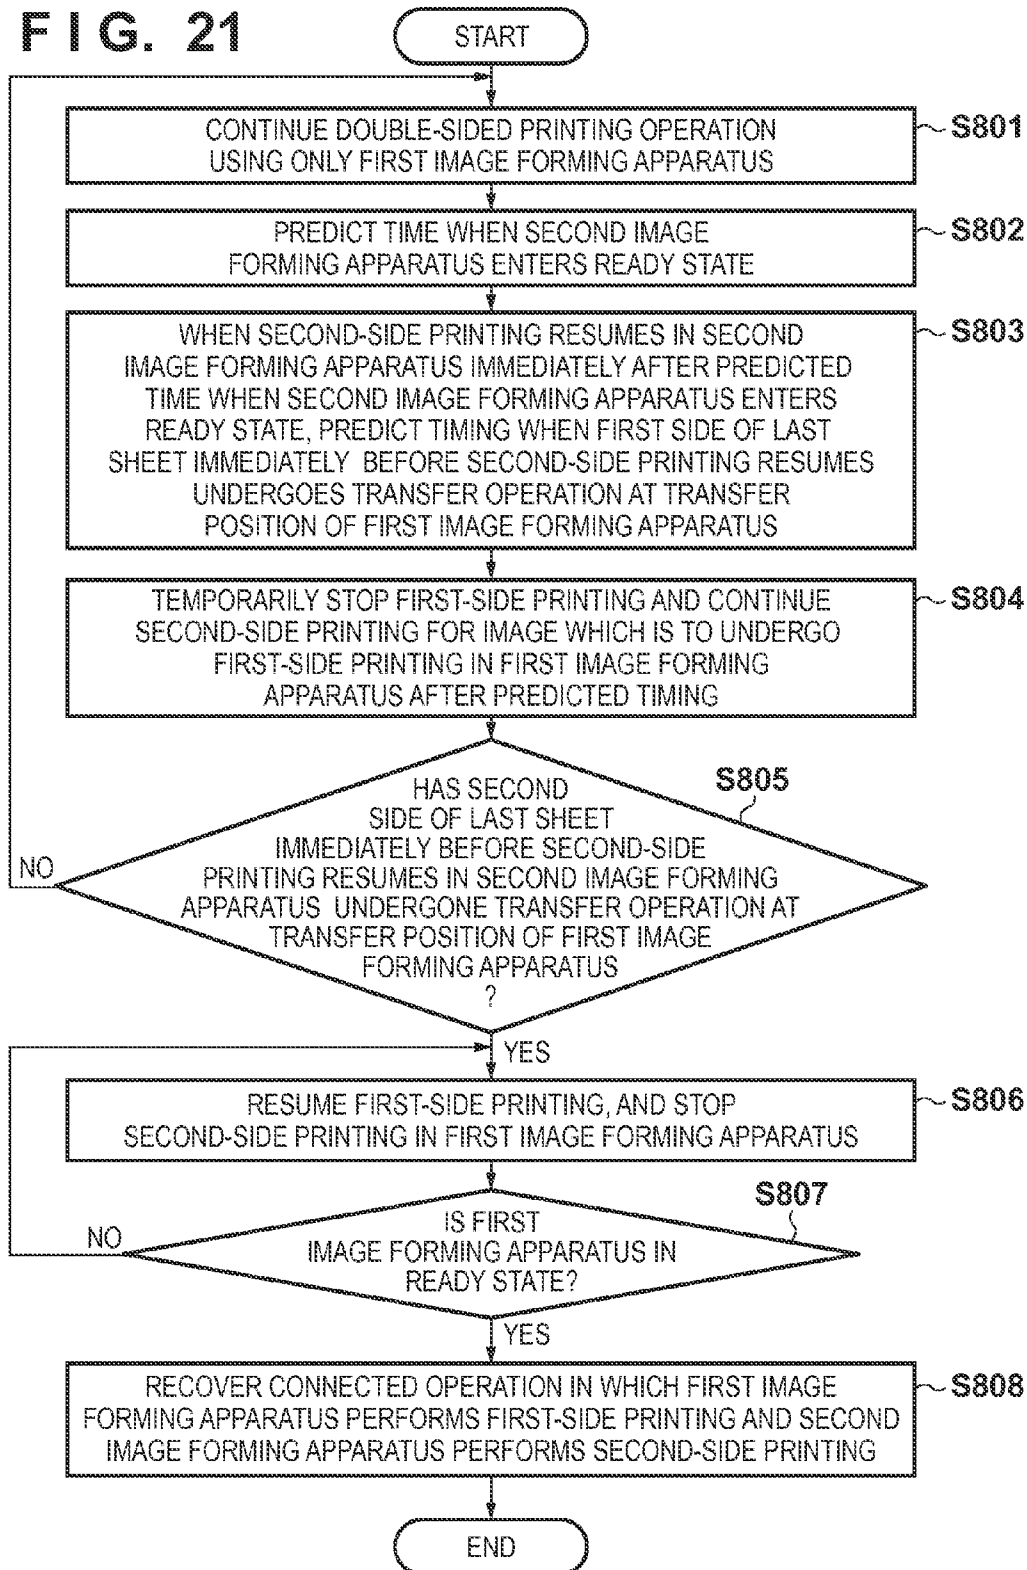 FIG. 21
START
CONTINUE DOUBLE-SIDED PRINTING OPERATION
USING ONLY FIRST IMAGE FORMING APPARATUS
S801
PREDICT TIME WHEN SECOND IMAGE
FORMING APPARATUS ENTERS READY STATE
S802
WHEN SECOND-SIDE PRINTING RESUMES IN SECOND
IMAGE FORMING APPARATUS IMMEDIATELY AFTER PREDICTED
TIME WHEN SECOND IMAGE FORMING APPARATUS ENTERS
READY STATE, PREDICT TIMING WHEN FIRST SIDE OF LAST
SHEET IMMEDIATELY BEFORE SECOND-SIDE PRINTING RESUMES
UNDERGOES TRANSFER OPERATION AT TRANSFER
POSITION OF FIRST IMAGE FORMING APPARATUS
S803
TEMPORARILY STOP FIRST-SIDE PRINTING AND CONTINUE
SECOND-SIDE PRINTING FOR IMAGE WHICH IS TO UNDERGO
FIRST-SIDE PRINTING IN FIRST IMAGE FORMING
APPARATUS AFTER PREDICTED TIMING
S804
HAS SECOND
SIDE OF LAST SHEET
IMMEDIATELY BEFORE SECOND-SIDE
PRINTING RESUMES IN SECOND IMAGE FORMING
APPARATUS UNDERGONE TRANSFER OPERATION AT
TRANSFER POSITION OF FIRST IMAGE
FORMING APPARATUS
?
S805
NO
YES
RESUME FIRST-SIDE PRINTING, AND STOP
SECOND-SIDE PRINTING IN FIRST IMAGE FORMING APPARATUS
S806
IS FIRST
IMAGE FORMING APPARATUS IN
READY STATE?
S807
NO
YES
RECOVER CONNECTED OPERATION IN WHICH FIRST IMAGE
FORMING APPARATUS PERFORMS FIRST-SIDE PRINTING AND SECOND
IMAGE FORMING APPARATUS PERFORMS SECOND-SIDE PRINTING
S808
END